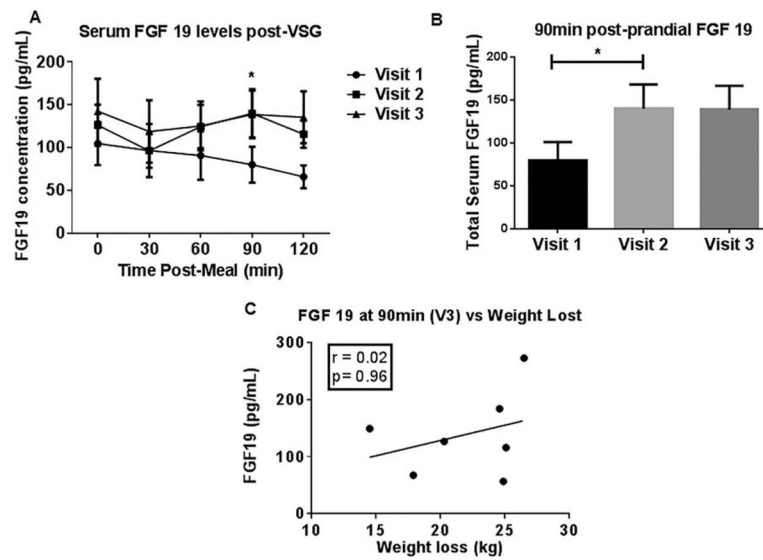 A
Serum FGF 19 levels post-VSG
FGF19 concentration (pg/mL)
200
150
100
50
0
*
0 30 60 90 120
Time Post-Meal (min)
Visit 1
Visit 2
Visit 3
B
90min post-prandial FGF 19
Total Serum FGF19 (pg/mL)
200
150
100
50
0
*
Visit 1 Visit 2 Visit 3
C
FGF 19 at 90min (V3) vs Weight Lost
FGF19 (pg/mL)
300
200
100
0
r = 0.02
p= 0.96
10 15 20 25 30
Weight loss (kg)